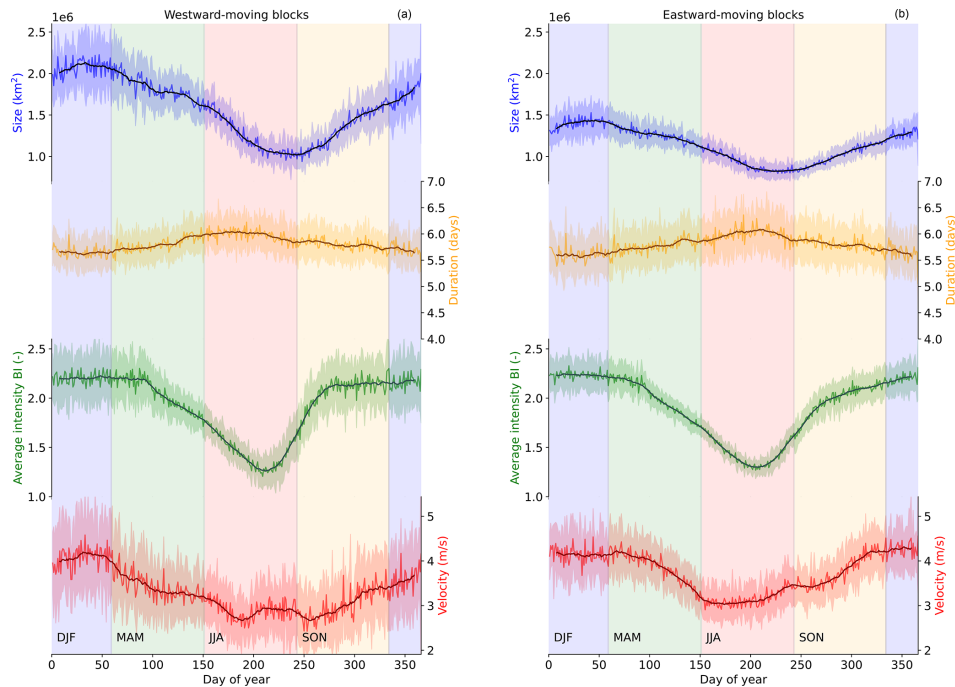 Westward-moving blocks (a)
1e6
2.5
2.0
1.5
1.0
Size (km²)
7.0
6.5
6.0
5.5
5.0
4.5
4.0
Duration (days)
2.5
2.0
1.5
1.0
Average intensity BI (-)
5
4
3
2
Velocity (m/s)
DJF MAM JJA SON
0 50 100 150 200 250 300 350
Day of year
Eastward-moving blocks (b)
1e6
2.5
2.0
1.5
1.0
Size (km²)
7.0
6.5
6.0
5.5
5.0
4.5
4.0
Duration (days)
2.5
2.0
1.5
1.0
Average intensity BI (-)
5
4
3
2
Velocity (m/s)
DJF MAM JJA SON
0 50 100 150 200 250 300 350
Day of year